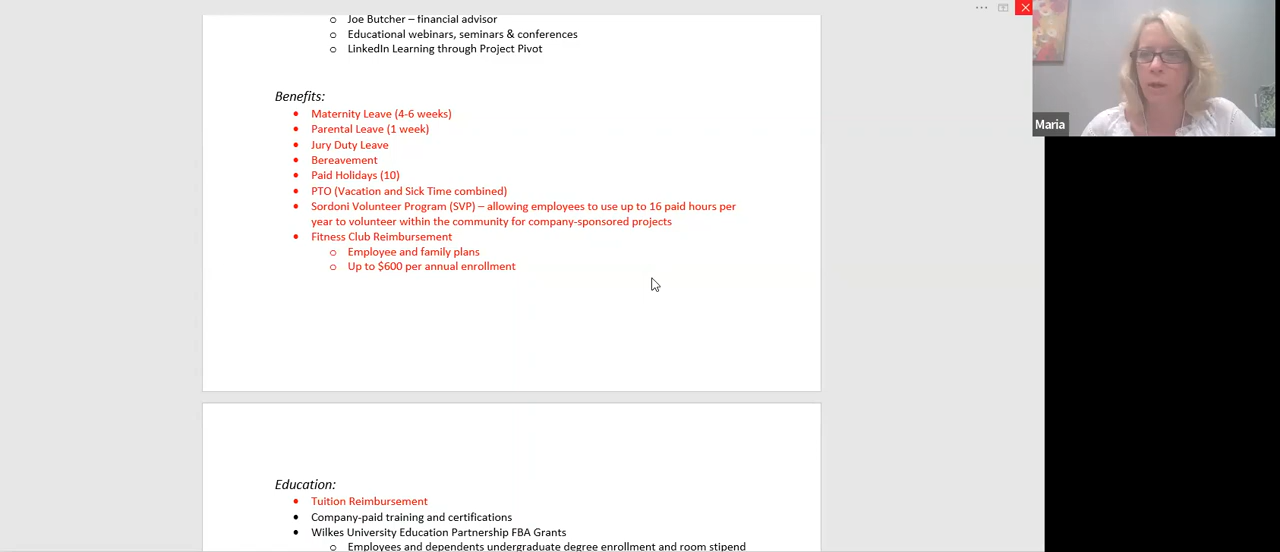 o Joe Butcher – financial advisor
o Educational webinars, seminars & conferences
o LinkedIn Learning through Project Pivot
Benefits:
• Maternity Leave (4-6 weeks)
• Parental Leave (1 week)
• Jury Duty Leave
• Bereavement
• Paid Holidays (10)
• PTO (Vacation and Sick Time combined)
• Sordoni Volunteer Program (SVP) – allowing employees to use up to 16 paid hours per
year to volunteer within the community for company-sponsored projects
• Fitness Club Reimbursement
o Employee and family plans
o Up to $600 per annual enrollment
Education:
• Tuition Reimbursement
• Company-paid training and certifications
• Wilkes University Education Partnership FBA Grants
o Employees and dependents undergraduate degree enrollment and room stipend
Maria